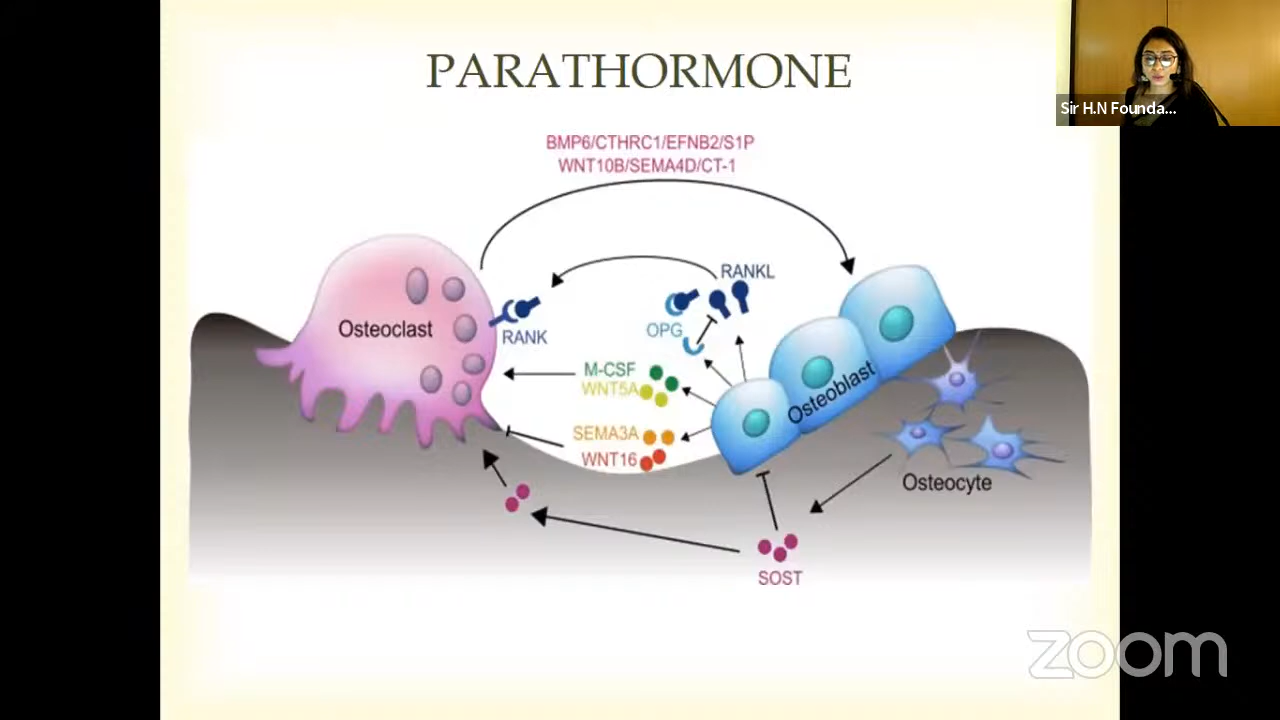 PARATHORMONE
Sir H.N Founda...
BMP6/CTHRC1/EFNB2/S1P
WNT10B/SEMA4D/CT-1
RANKL
Osteoclast
RANK
OPG
M-CSF
WNT5A
Osteoblast
SEMA3A
WNT16
Osteocyte
SOST
zoom